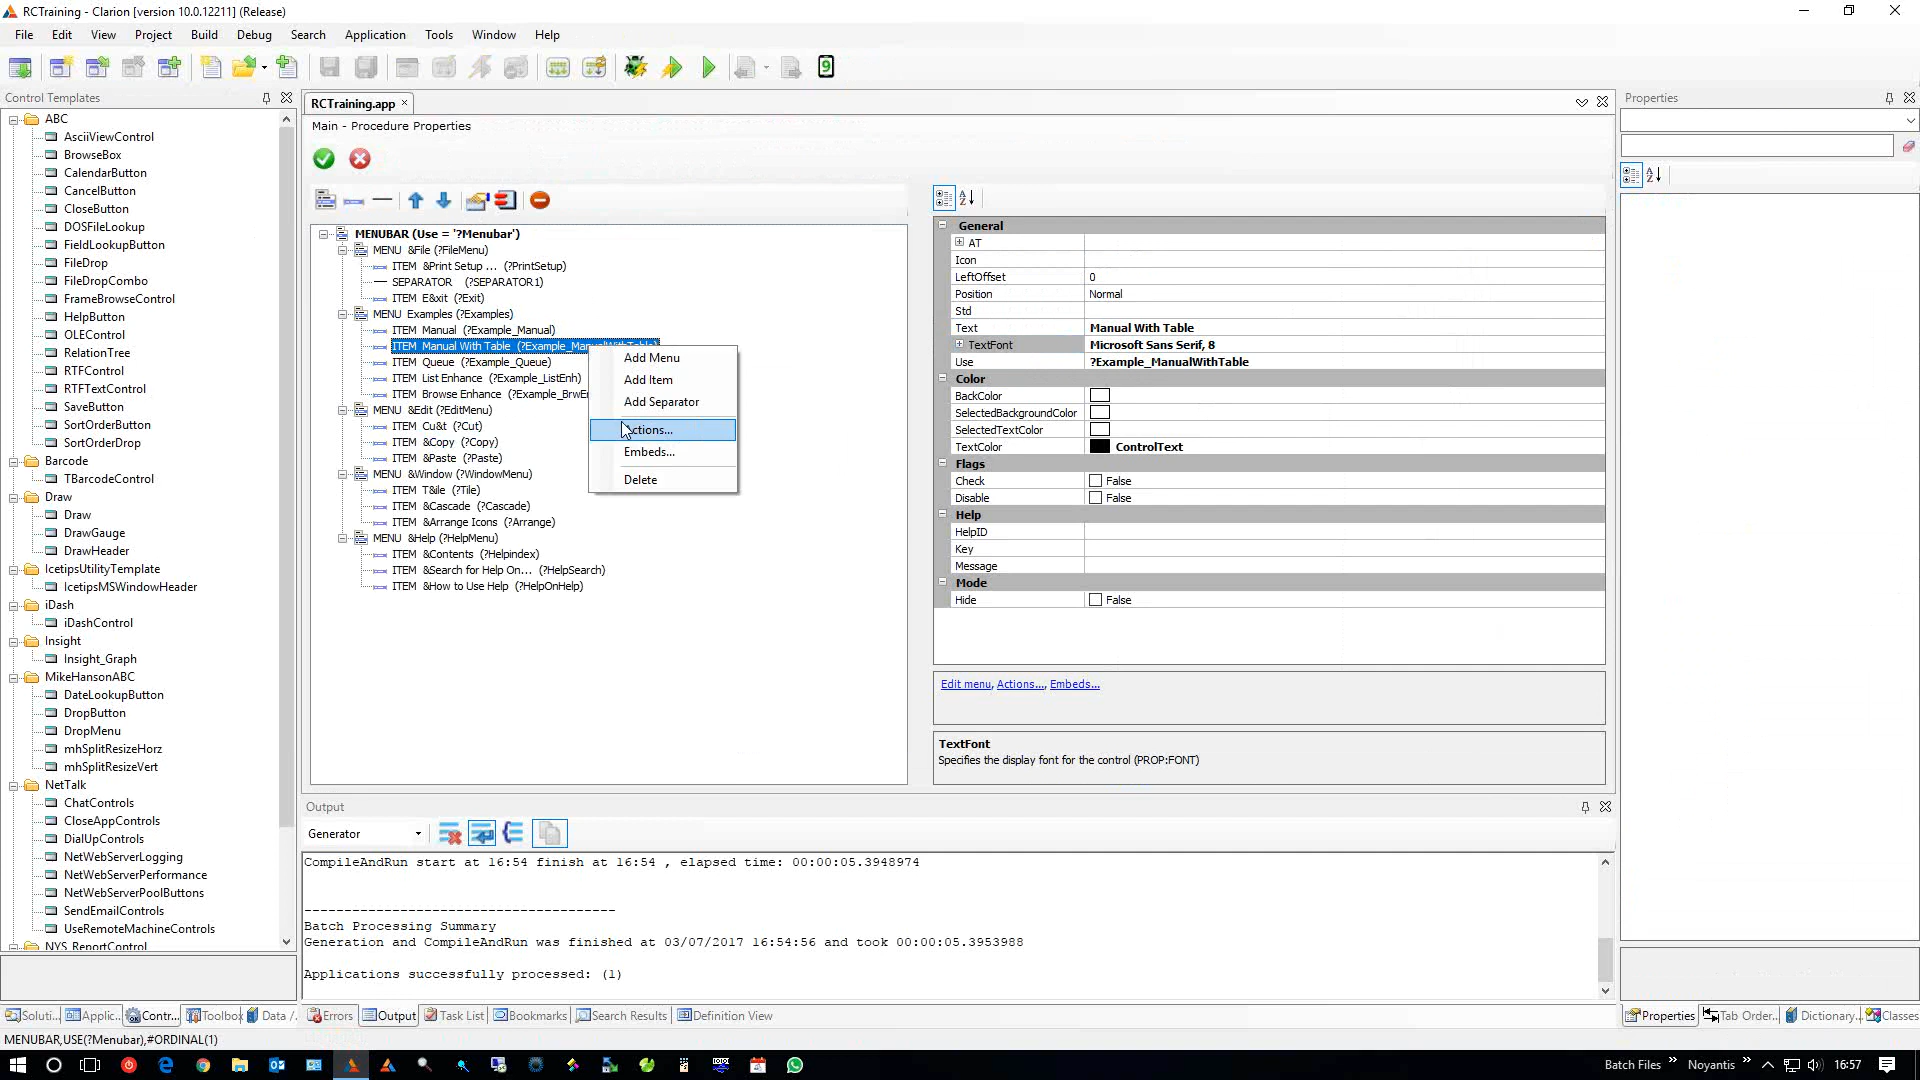 RCTraining - Clarion [version 10.0.12211] (Release)
File Edit View Project Build Debug Search Application Tools Window Help
Control Templates
ABC
AsciiViewControl
BrowseBox
CalendarButton
CancelButton
CloseButton
DOSFileLookup
FieldLookupButton
FileDrop
FileDropCombo
FrameBrowseControl
HelpButton
OLEControl
RelationTree
RTFControl
RTFTextControl
SaveButton
SortOrderButton
SortOrderDrop
Barcode
TBarcodeControl
Draw
Draw
DrawGauge
DrawHeader
IcetipsUtilityTemplate
IcetipsMSWindowHeader
iDash
iDashControl
Insight
Insight_Graph
MikeHansonABC
DateLookupButton
DropButton
DropMenu
mhSplitResizeHorz
mhSplitResizeVert
NetTalk
ChatControls
CloseAppControls
DialUpControls
NetWebServerLogging
NetWebServerPerformance
NetWebServerPoolButtons
SendEmailControls
UseRemoteMachineControls
NYS_ReportControl
Soluti... Applic... Contr... Toolbox Data /
RCTraining.app
Main - Procedure Properties
MENUBAR (Use = '?Menubar')
MENU &File (?FileMenu)
ITEM &Print Setup ... (?PrintSetup)
SEPARATOR (?SEPARATOR1)
ITEM E&xit (?Exit)
MENU Examples (?Examples)
ITEM Manual (?Example_Manual)
ITEM Manual With Table (?Example_ManualWithTable)
ITEM Queue (?Example_Queue)
ITEM List Enhance (?Example_ListEnh)
ITEM Browse Enhance (?Example_BrwE
MENU &Edit (?EditMenu)
ITEM Cu&t (?Cut)
ITEM &Copy (?Copy)
ITEM &Paste (?Paste)
MENU &Window (?WindowMenu)
ITEM T&ile (?Tile)
ITEM &Cascade (?Cascade)
ITEM &Arrange Icons (?Arrange)
MENU &Help (?HelpMenu)
ITEM &Contents (?Helpindex)
ITEM &Search for Help On... (?HelpSearch)
ITEM &How to Use Help (?HelpOnHelp)
Add Menu
Add Item
Add Separator
ctions...
Embeds...
Delete
General
AT
Icon
LeftOffset 0
Position Normal
Std
Text Manual With Table
TextFont Microsoft Sans Serif, 8
Use ?Example_ManualWithTable
Color
BackColor
SelectedBackgroundColor
SelectedTextColor
TextColor ControlText
Flags
Check False
Disable False
Help
HelpID
Key
Message
Mode
Hide False
Edit menu, Actions..., Embeds...
TextFont
Specifies the display font for the control (PROP:FONT)
Output
Generator
CompileAndRun start at 16:54 finish at 16:54 , elapsed time: 00:00:05.3948974
---------------------------------------
Batch Processing Summary
Generation and CompileAndRun was finished at 03/07/2017 16:54:56 and took 00:00:05.3953988
Applications successfully processed: (1)
Errors Output Task List Bookmarks Search Results Definition View
Properties
Properties Tab Order... Dictionary... Classes
MENUBAR,USE(?Menubar),#ORDINAL(1)
Batch Files » Noyantis » 16:57